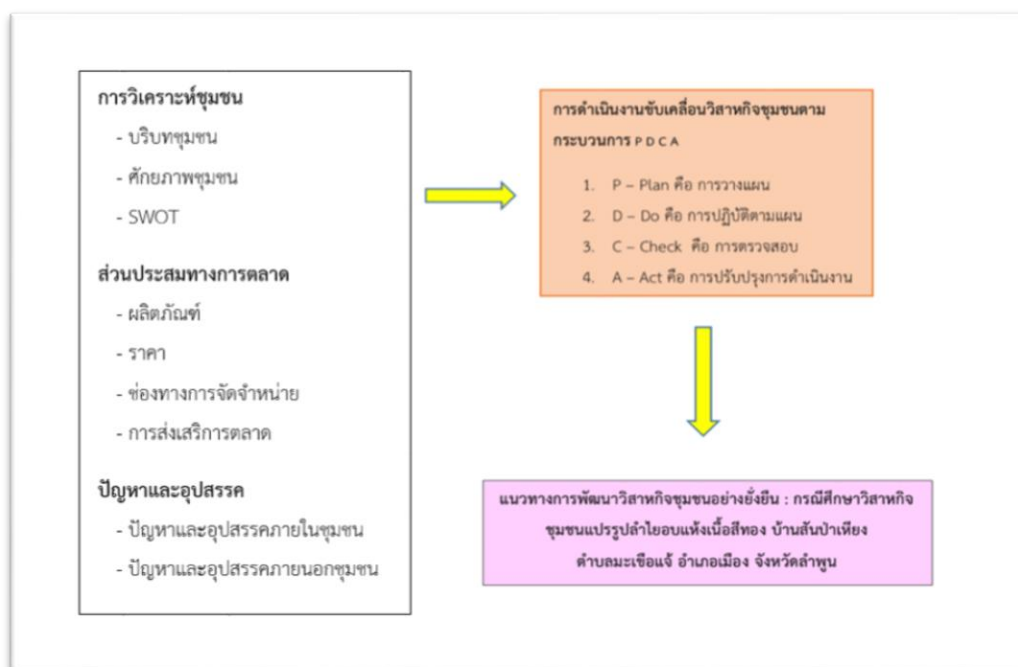 การวิเคราะห์ชุมชน
- บริบทชุมชน
- ศักยภาพชุมชน
- SWOT
ส่วนประสมทางการตลาด
- ผลิตภัณฑ์
- ราคา
- ช่องทางการจัดจำหน่าย
- การส่งเสริการตลาด
ปัญหาและอุปสรรค
- ปัญหาและอุปสรรคภายในชุมชน
- ปัญหาและอุปสรรคภายนอกชุมชน
การดำเนินงานขับเคลื่อนวิสาหกิจชุมชนตาม
กระบวนการ P D C A
1. P – Plan คือ การวางแผน
2. D – Do คือ การปฏิบัติตามแผน
3. C – Check คือ การตรวจสอบ
4. A – Act คือ การปรับปรุงการดำเนินงาน
แนวทางการพัฒนาวิสาหกิจชุมชนอย่างยั่งยืน : กรณีศึกษาวิสาหกิจ
ชุมชนแปรรูปลำไยอบแห้งเนื้อสีทอง บ้านสันป่าเหียง
ตำบลมะเขือแจ้ อำเภอเมือง จังหวัดลำพูน